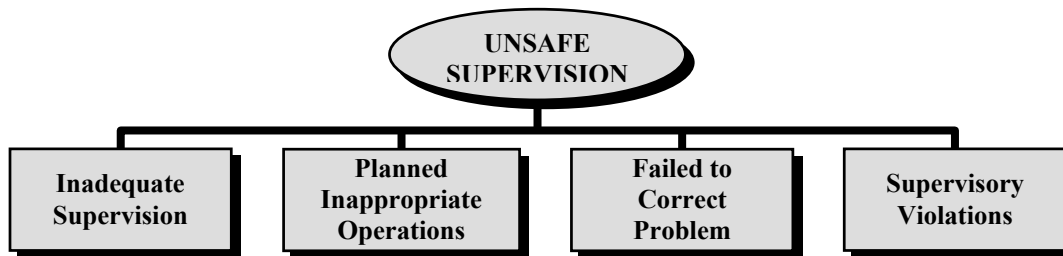 UNSAFE
SUPERVISION
Inadequate
Supervision
Planned
Inappropriate
Operations
Failed to
Correct
Problem
Supervisory
Violations